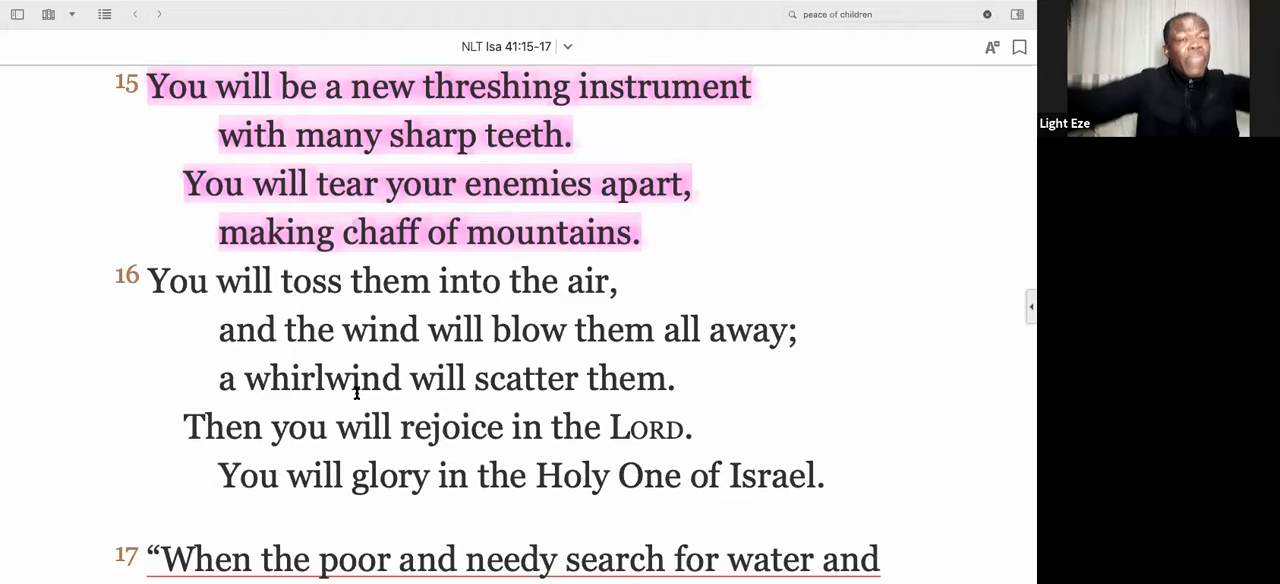 peace of children
NLT Isa 41:15-17
15 You will be a new threshing instrument
with many sharp teeth.
You will tear your enemies apart,
making chaff of mountains.
16 You will toss them into the air,
and the wind will blow them all away;
a whirlwind will scatter them.
Then you will rejoice in the LORD.
You will glory in the Holy One of Israel.
17 “When the poor and needy search for water and
Light Eze